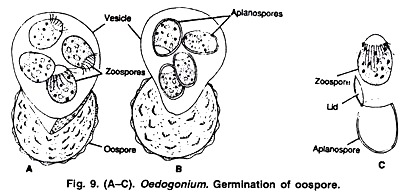 Vesicle
Aplanospores
Zoospores
Oospore
Zoospore
Lid
Aplanospore
A
B
C
Fig. 9. (A–C). Oedogonium. Germination of oospore.